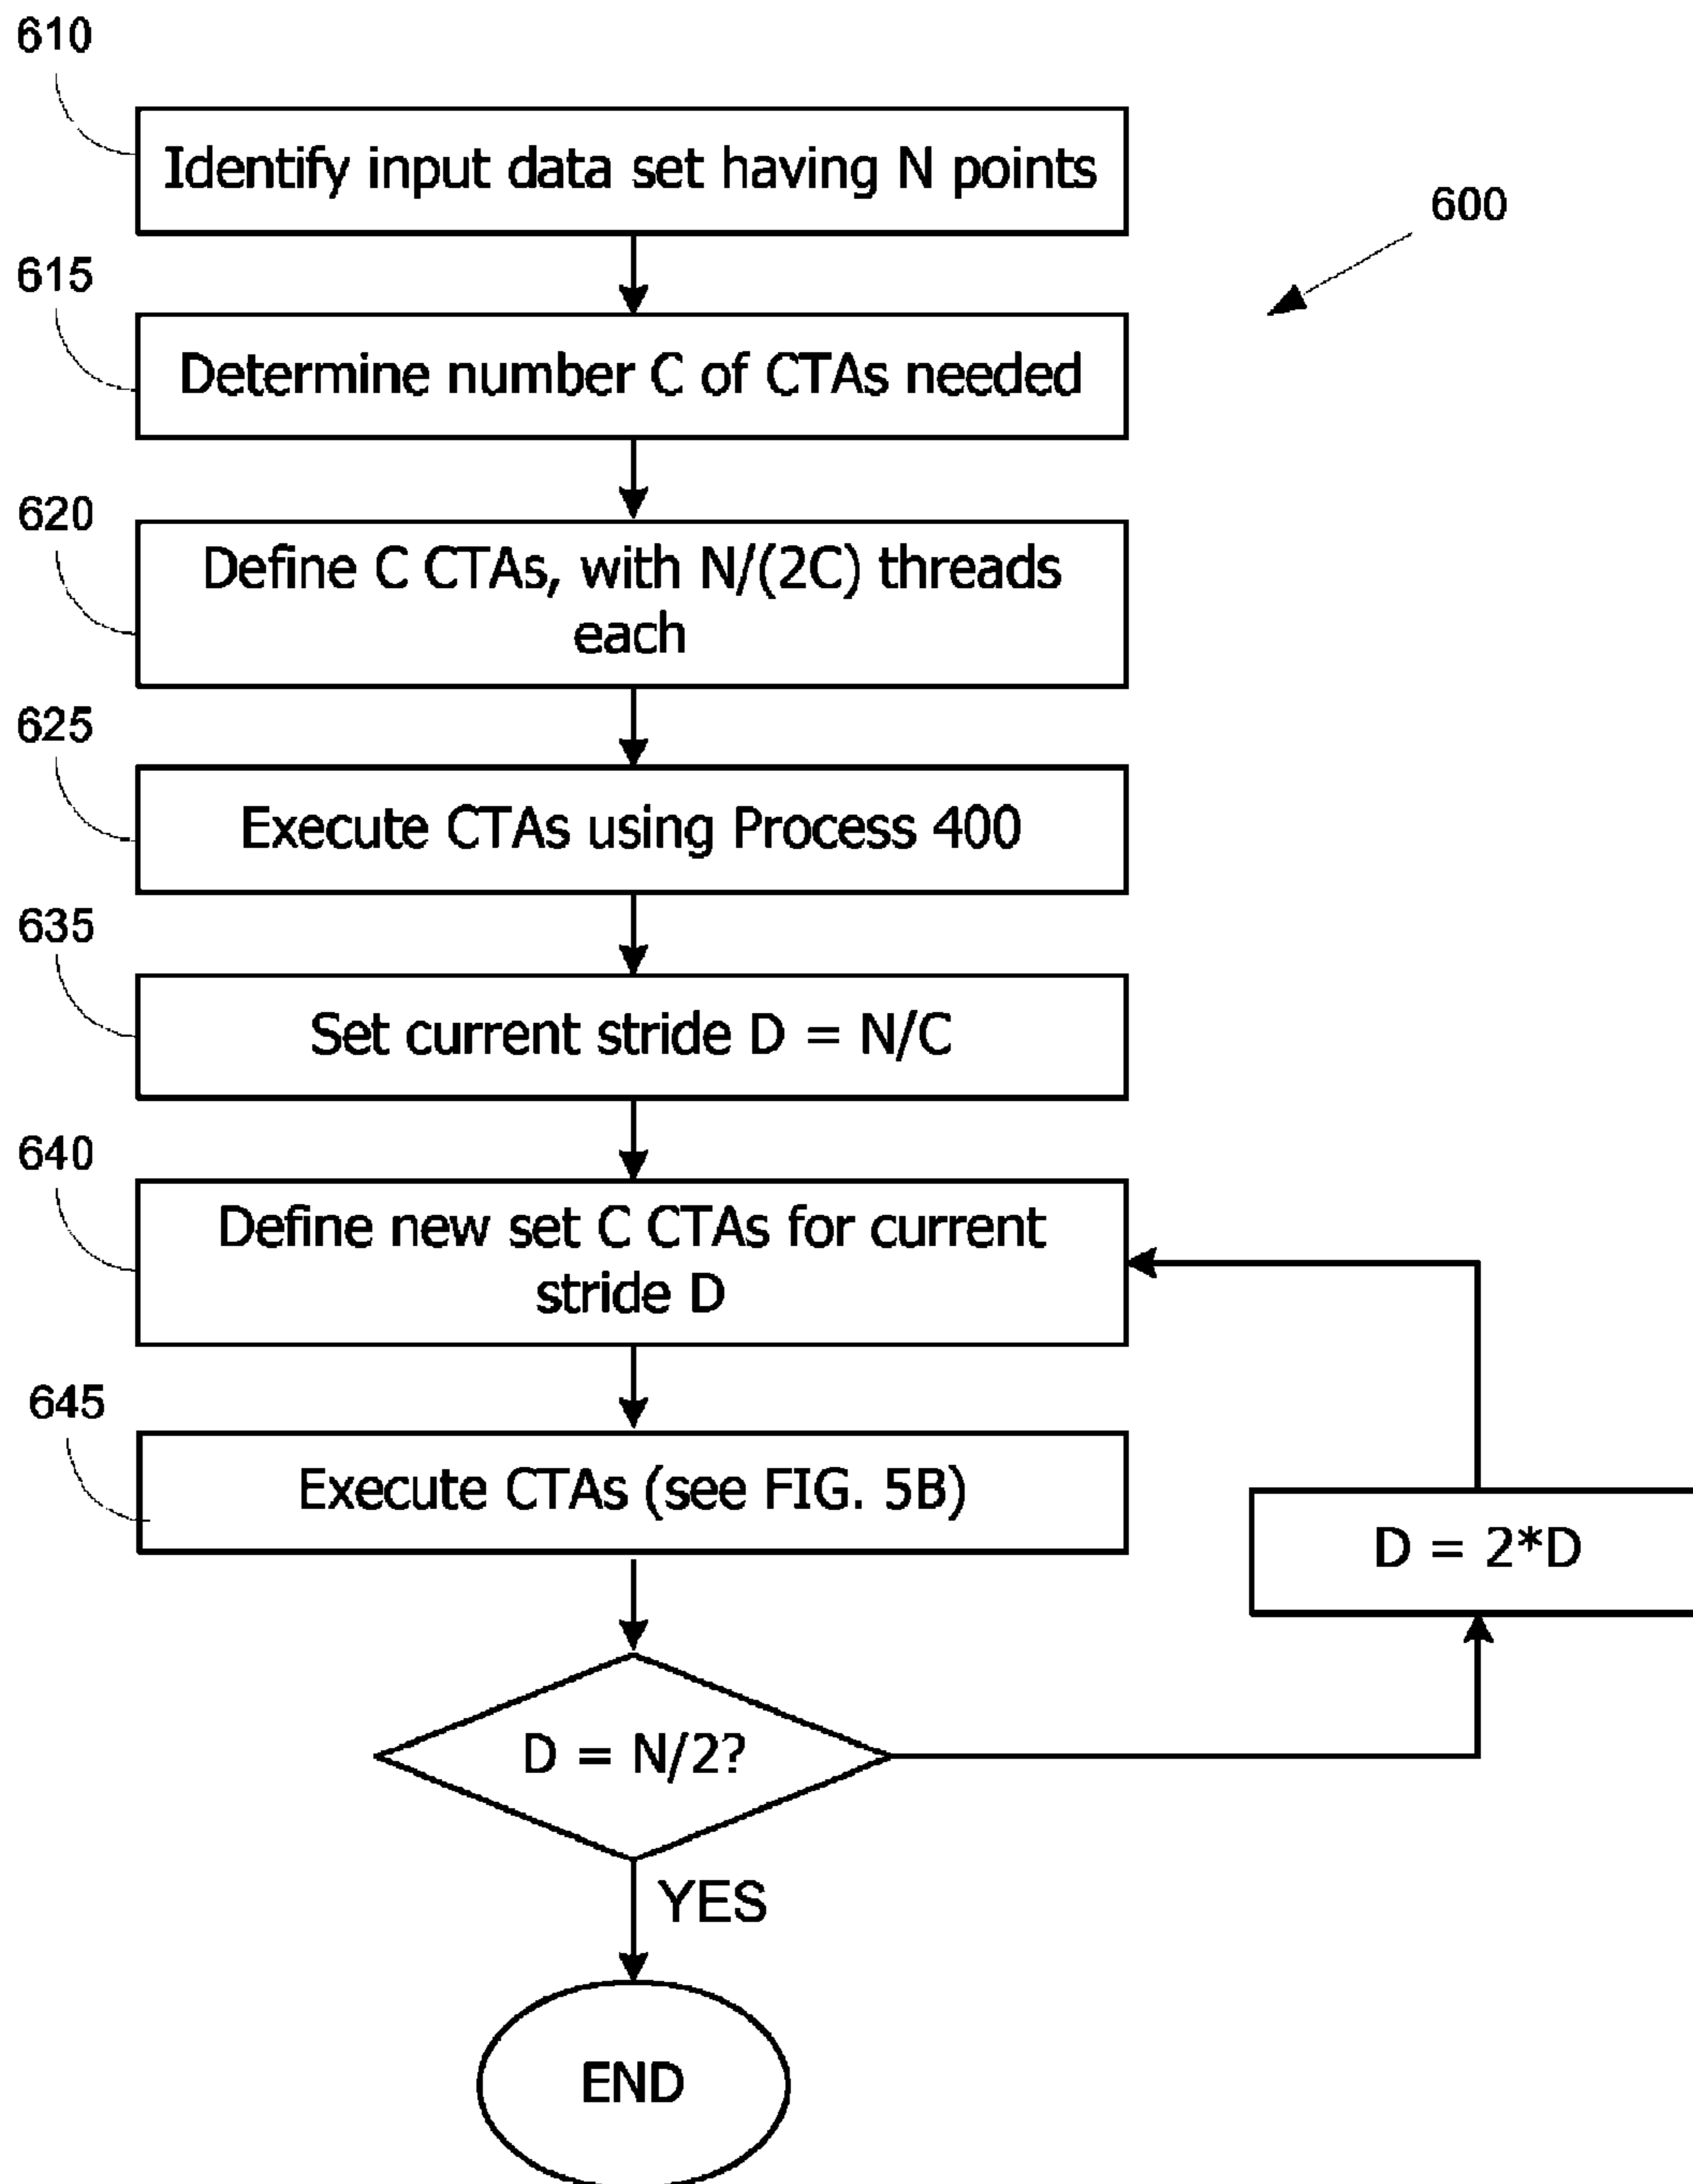 610
Identify input data set having N points
600
615
Determine number C of CTAs needed
620
Define C CTAs, with N/(2C) threads
each
625
Execute CTAs using Process 400
635
Set current stride D = N/C
640
Define new set C CTAs for current
stride D
645
Execute CTAs (see FIG. 5B)
D = 2*D
D = N/2?
YES
END